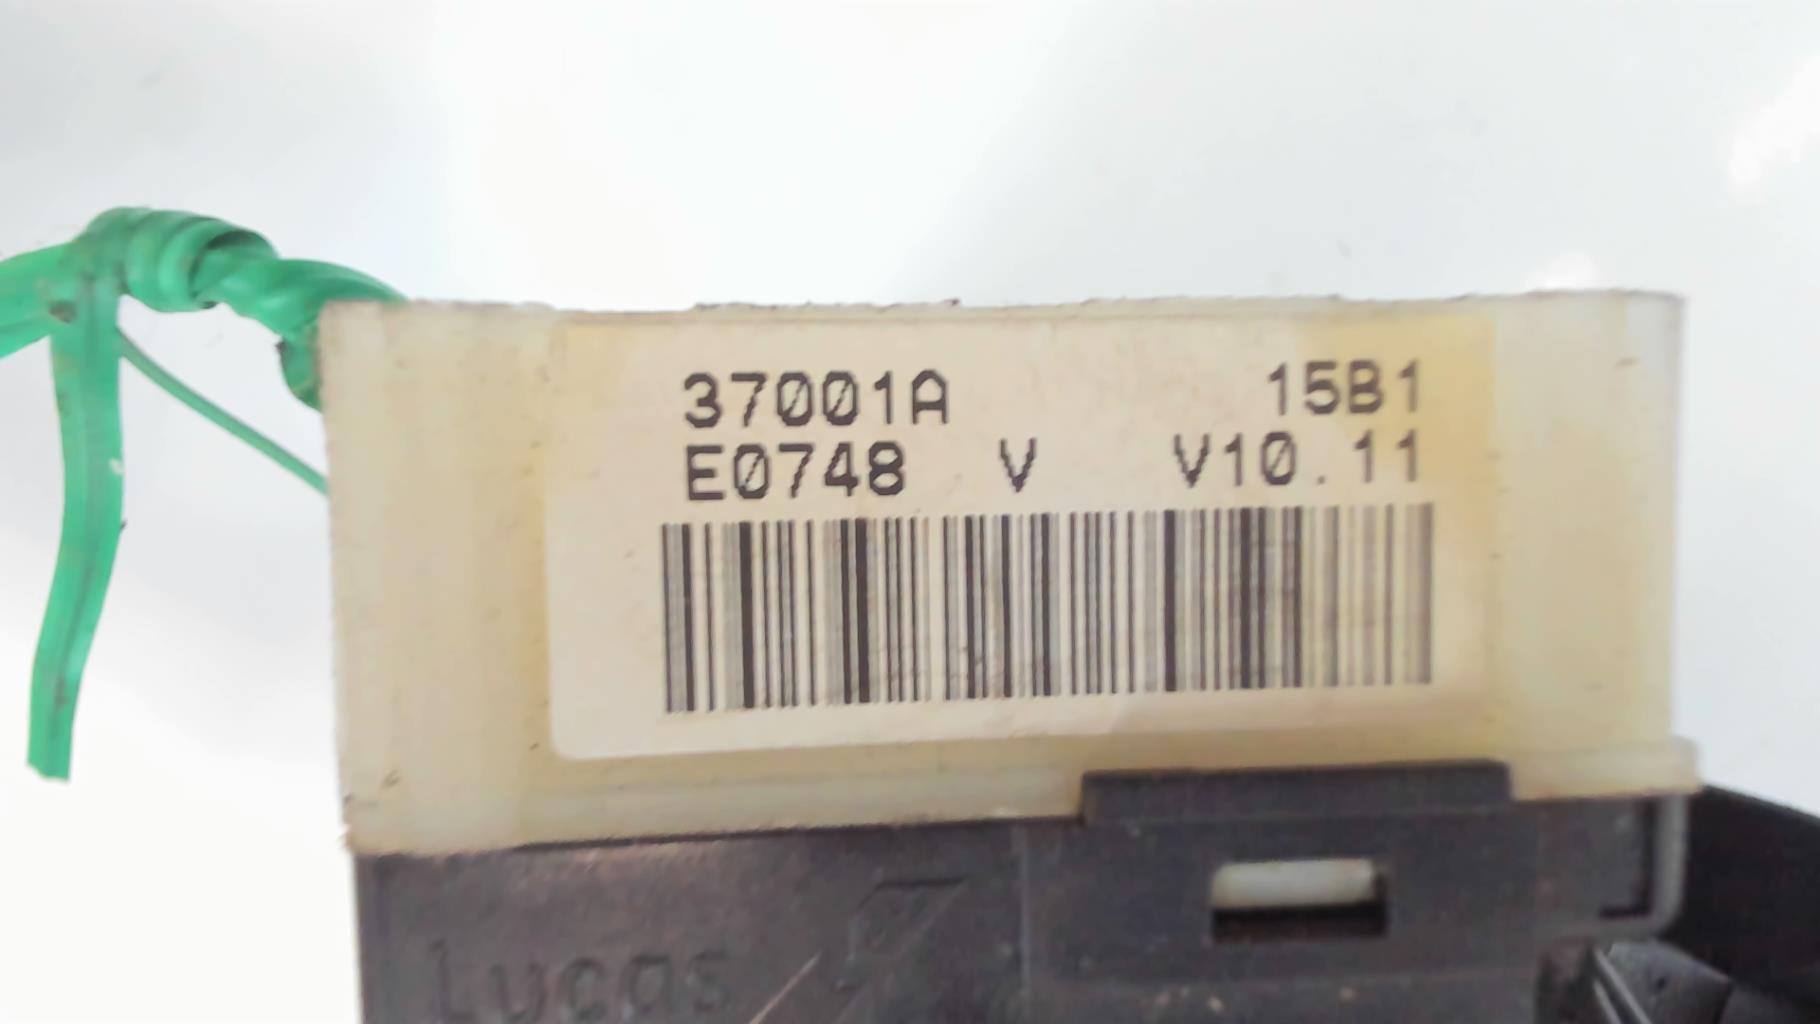 37001A 15B1
E0748 V V10.11
Lucas